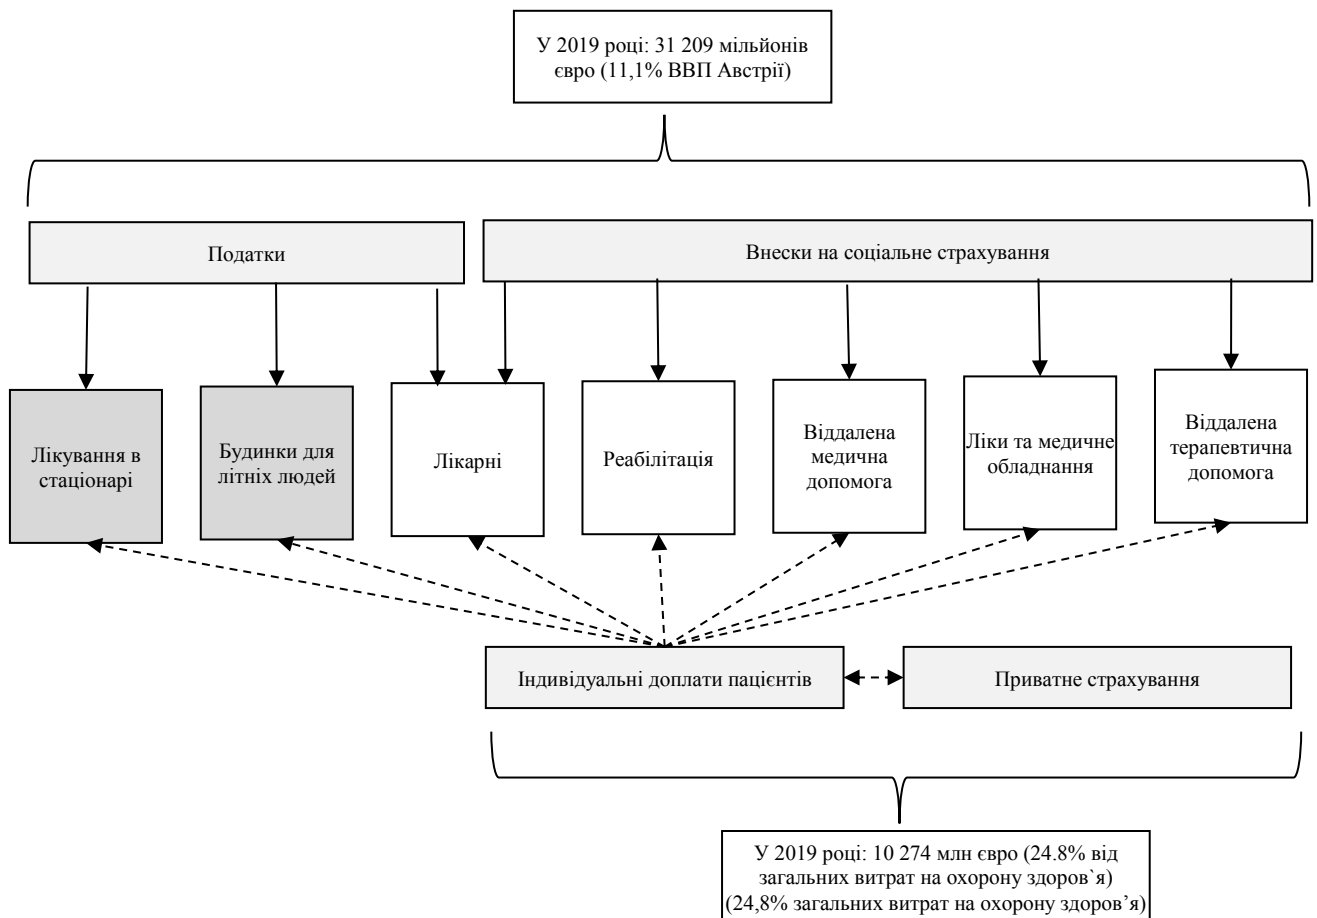 У 2019 році: 31 209 мільйонів
євро (11,1% ВВП Австрії)
Податки
Внески на соціальне страхування
Лікування в
стаціонарі
Будинки для
літніх людей
Лікарні
Реабілітація
Віддалена
медична
допомога
Ліки та медичне
обладнання
Віддалена
терапевтична
допомога
Індивідуальні доплати пацієнтів
Приватне страхування
У 2019 році: 10 274 млн євро (24.8% від
загальних витрат на охорону здоров`я)
(24,8% загальних витрат на охорону здоров’я)